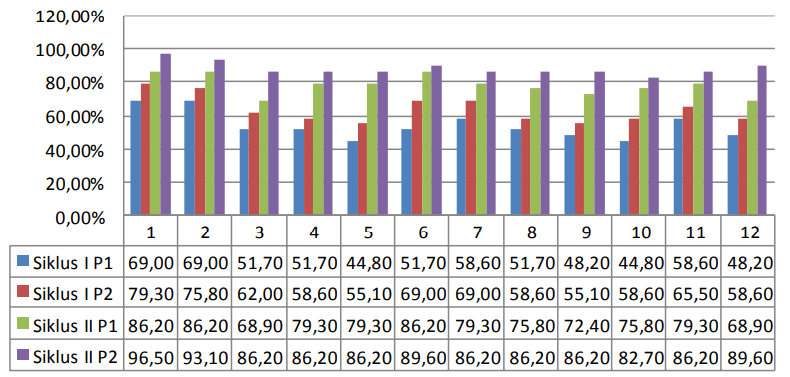 120,00%
100,00%
80,00%
60,00%
40,00%
20,00%
0,00%
1 2 3 4 5 6 7 8 9 10 11 12
Siklus I P1 69,00 69,00 51,70 51,70 44,80 51,70 58,60 51,70 48,20 44,80 58,60 48,20
Siklus I P2 79,30 75,80 62,00 58,60 55,10 69,00 69,00 58,60 55,10 58,60 65,50 58,60
Siklus II P1 86,20 86,20 68,90 79,30 79,30 86,20 79,30 75,80 72,40 75,80 79,30 68,90
Siklus II P2 96,50 93,10 86,20 86,20 86,20 89,60 86,20 86,20 86,20 82,70 86,20 89,60